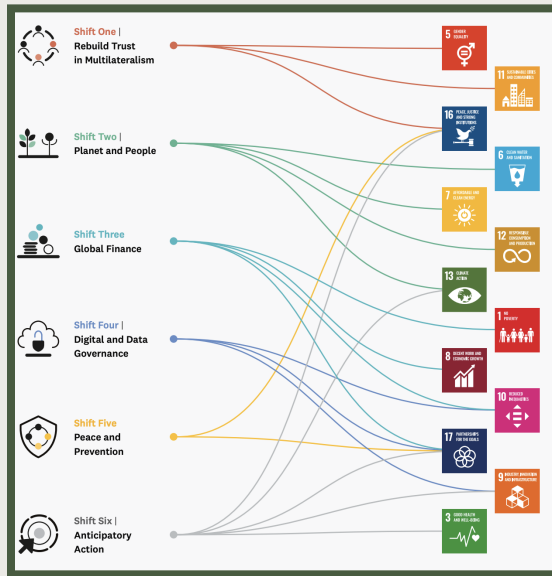 Shift One |
Rebuild Trust
in Multilateralism
Shift Two |
Planet and People
Shift Three
Global Finance
Shift Four |
Digital and Data
Governance
Shift Five
Peace and
Prevention
Shift Six |
Anticipatory
Action
5 GENDER
EQUALITY
11 SUSTAINABLE CITIES
AND COMMUNITIES
16 PEACE, JUSTICE
AND STRONG
INSTITUTIONS
6 CLEAN WATER
AND SANITATION
7 AFFORDABLE AND
CLEAN ENERGY
12 RESPONSIBLE
CONSUMPTION
AND PRODUCTION
13 CLIMATE
ACTION
1 NO
POVERTY
8 DECENT WORK AND
ECONOMIC GROWTH
10 REDUCED
INEQUALITIES
17 PARTNERSHIPS
FOR THE GOALS
9 INDUSTRY, INNOVATION
AND INFRASTRUCTURE
3 GOOD HEALTH
AND WELL-BEING